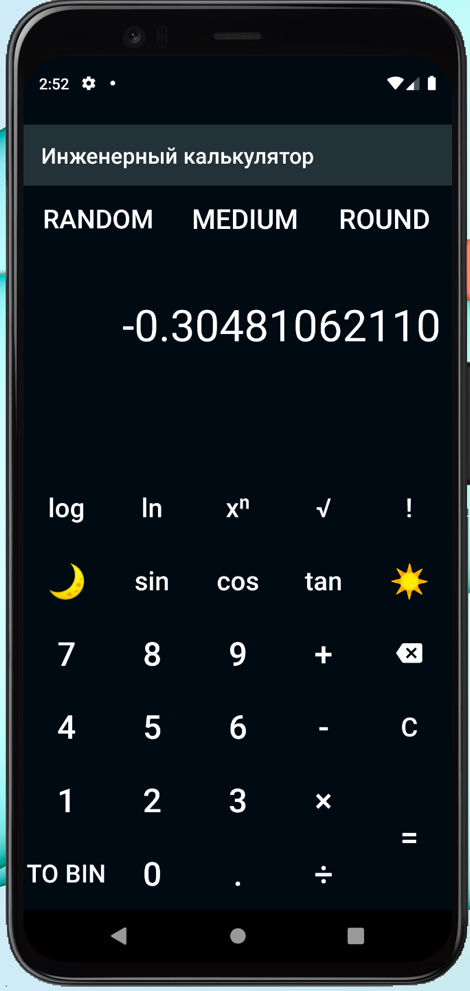 2:52
Инженерный калькулятор
RANDOM MEDIUM ROUND
-0.30481062110
log ln xⁿ √ !
sin cos tan
7 8 9 +
4 5 6 - C
1 2 3 ×
=
TO BIN 0 . ÷